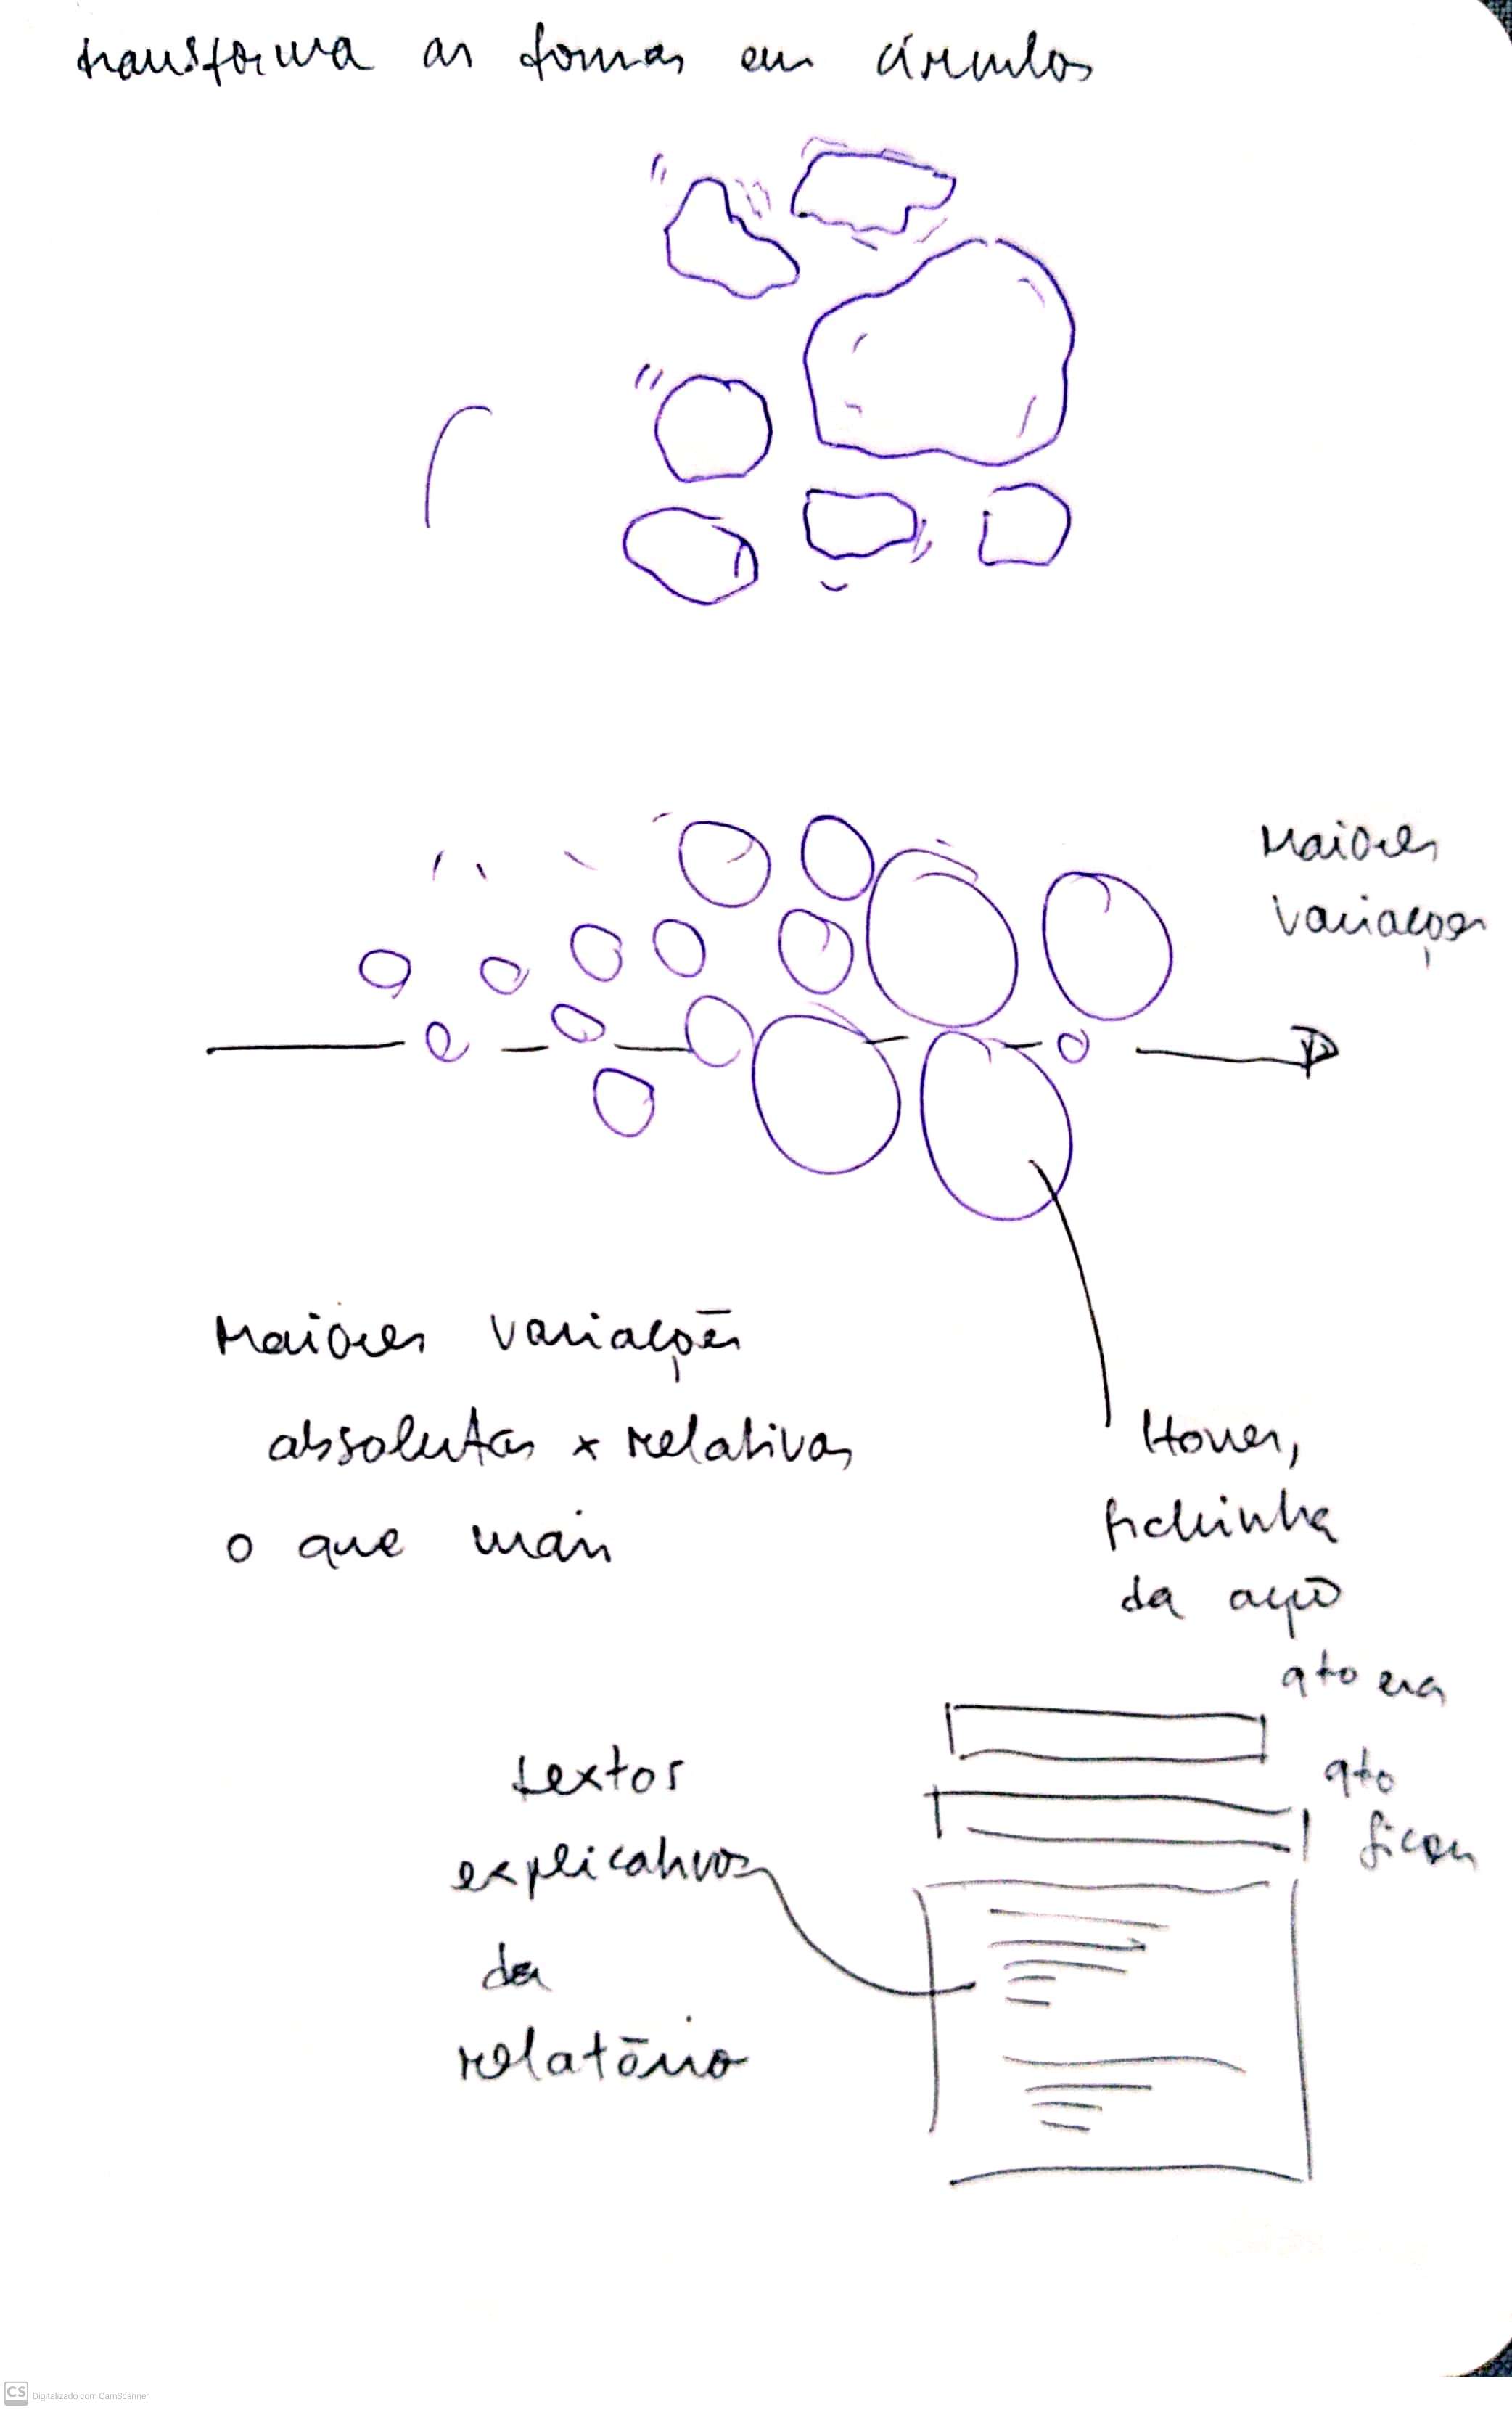 transforma as formas em círculos
Maiores
variações
Maiores variações
absolutas x relativas
o que mais
Hover,
fichinha
da ação
qto era
qto
ficou
textos
explicativos
do
relatório
CS Digitalizado com CamScanner